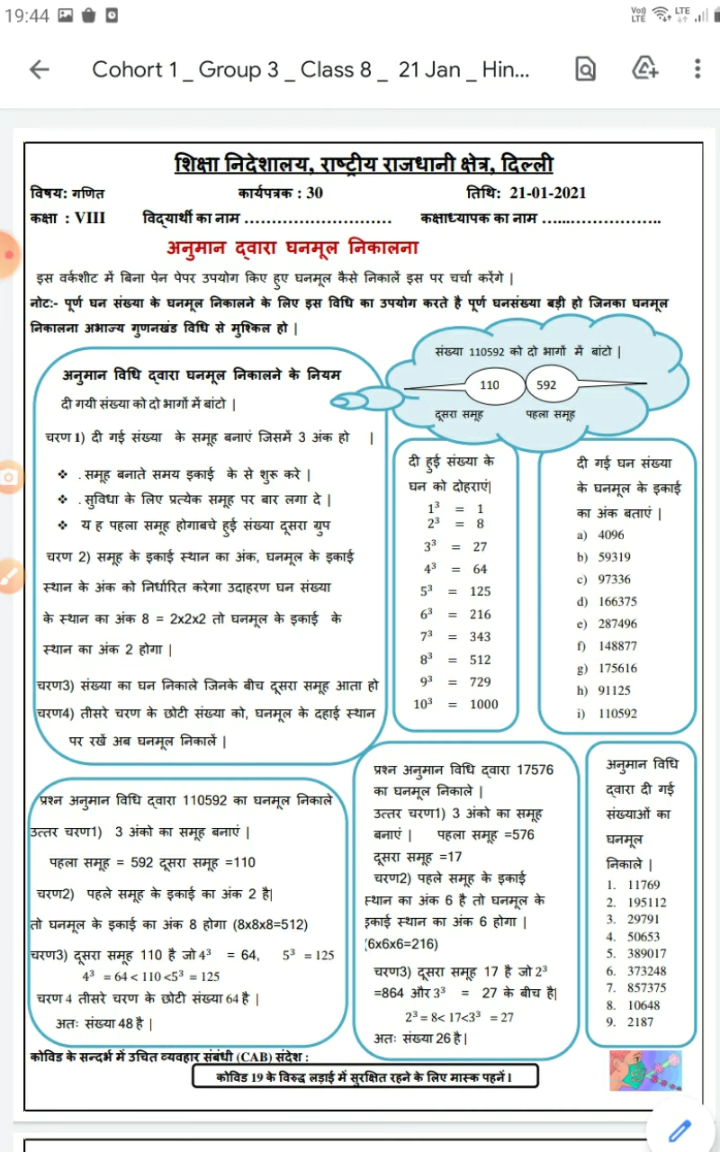 19:44
Vo)) LTE LTE
Cohort 1 _ Group 3 _ Class 8 _ 21 Jan _ Hin...
शिक्षा निदेशालय, राष्ट्रीय राजधानी क्षेत्र, दिल्ली
विषय: गणित कार्यपत्रक : 30 तिथि: 21-01-2021
कक्षा : VIII विद्यार्थी का नाम ............................ कक्षाध्यापक का नाम .......................
अनुमान द्वारा घनमूल निकालना
इस वर्कशीट में बिना पेन पेपर उपयोग किए हुए घनमूल कैसे निकालें इस पर चर्चा करेंगे |
नोट:- पूर्ण घन संख्या के घनमूल निकालने के लिए इस विधि का उपयोग करते है पूर्ण घनसंख्या बड़ी हो जिनका घनमूल
निकालना अभाज्य गुणनखंड विधि से मुश्किल हो |
संख्या 110592 को दो भागों में बांटो |
110 592
दूसरा समूह पहला समूह
अनुमान विधि द्वारा घनमूल निकालने के नियम
दी गयी संख्या को दो भागों में बांटो |
चरण 1) दी गई संख्या के समूह बनाएं जिसमें 3 अंक हो |
❖ . समूह बनाते समय इकाई के से शुरू करे |
❖ . सुविधा के लिए प्रत्येक समूह पर बार लगा दे |
❖ य ह पहला समूह होगाबचे हुई संख्या दूसरा ग्रुप
चरण 2) समूह के इकाई स्थान का अंक, घनमूल के इकाई
स्थान के अंक को निर्धारित करेगा उदाहरण घन संख्या
के स्थान का अंक 8 = 2x2x2 तो घनमूल के इकाई के
स्थान का अंक 2 होगा |
चरण3) संख्या का घन निकाले जिनके बीच दूसरा समूह आता हो
चरण4) तीसरे चरण के छोटी संख्या को, घनमूल के दहाई स्थान
पर रखें अब घनमूल निकालें |
दी हुई संख्या के
घन को दोहराएं|
1³ = 1
2³ = 8
3³ = 27
4³ = 64
5³ = 125
6³ = 216
7³ = 343
8³ = 512
9³ = 729
10³ = 1000
दी गई घन संख्या
के घनमूल के इकाई
का अंक बताएं |
a) 4096
b) 59319
c) 97336
d) 166375
e) 287496
f) 148877
g) 175616
h) 91125
i) 110592
प्रश्न अनुमान विधि द्वारा 110592 का घनमूल निकाले
उत्तर चरण1) 3 अंको का समूह बनाएं |
पहला समूह = 592 दूसरा समूह =110
चरण2) पहले समूह के इकाई का अंक 2 है|
तो घनमूल के इकाई का अंक 8 होगा (8x8x8=512)
चरण3) दूसरा समूह 110 है जो 4³ = 64, 5³ = 125
4³ = 64 < 110 <5³ = 125
चरण 4 तीसरे चरण के छोटी संख्या 64 है |
अतः संख्या 48 है |
प्रश्न अनुमान विधि द्वारा 17576
का घनमूल निकाले |
उत्तर चरण1) 3 अंको का समूह
बनाएं | पहला समूह =576
दूसरा समूह =17
चरण2) पहले समूह के इकाई
स्थान का अंक 6 है तो घनमूल के
इकाई स्थान का अंक 6 होगा |
(6x6x6=216)
चरण3) दूसरा समूह 17 है जो 2³
=864 और 3³ = 27 के बीच है|
2³ = 8< 17<3³ = 27
अतः संख्या 26 है |
अनुमान विधि
द्वारा दी गई
संख्याओं का
घनमूल
निकाले |
1. 11769
2. 195112
3. 29791
4. 50653
5. 389017
6. 373248
7. 857375
8. 10648
9. 2187
कोविड के सन्दर्भ में उचित व्यवहार संबंधी (CAB) संदेश :
कोविड 19 के विरुद्ध लड़ाई में सुरक्षित रहने के लिए मास्क पहनें।